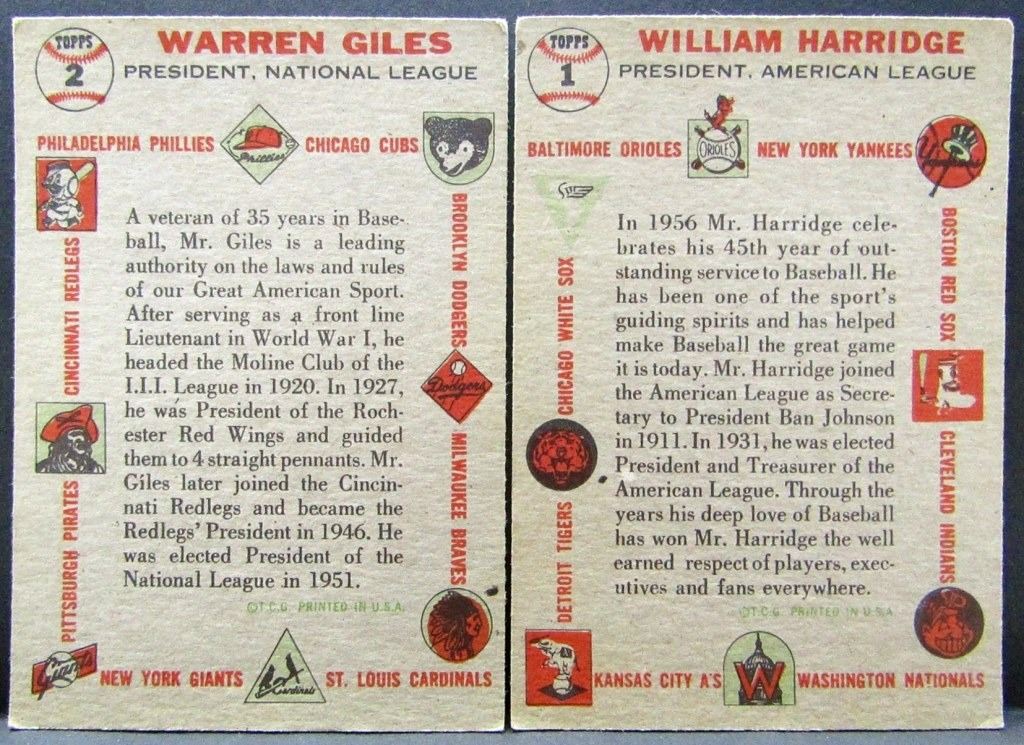 TOPPS
2
WARREN GILES
PRESIDENT, NATIONAL LEAGUE
PHILADELPHIA PHILLIES
Phillies
CHICAGO CUBS
CINCINNATI REDLEGS
PITTSBURGH PIRATES
A veteran of 35 years in Base-
ball, Mr. Giles is a leading
authority on the laws and rules
of our Great American Sport.
After serving as a front line
Lieutenant in World War I, he
headed the Moline Club of the
I.I.I. League in 1920. In 1927,
he was President of the Roch-
ester Red Wings and guided
them to 4 straight pennants. Mr.
Giles later joined the Cincin-
nati Redlegs and became the
Redlegs' President in 1946. He
was elected President of the
National League in 1951.
©T.C.G. PRINTED IN U.S.A.
BROOKLYN DODGERS
Dodgers
MILWAUKEE BRAVES
Giants
NEW YORK GIANTS
Cardinals
ST. LOUIS CARDINALS
TOPPS
1
WILLIAM HARRIDGE
PRESIDENT, AMERICAN LEAGUE
BALTIMORE ORIOLES
ORIOLES
NEW YORK YANKEES
CHICAGO WHITE SOX
DETROIT TIGERS
In 1956 Mr. Harridge cele-
brates his 45th year of out-
standing service to Baseball. He
has been one of the sport's
guiding spirits and has helped
make Baseball the great game
it is today. Mr. Harridge joined
the American League as Secre-
tary to President Ban Johnson
in 1911. In 1931, he was elected
President and Treasurer of the
American League. Through the
years his deep love of Baseball
has won Mr. Harridge the well
earned respect of players, exec-
utives and fans everywhere.
©T.C.G. PRINTED IN U.S.A
BOSTON RED SOX
CLEVELAND INDIANS
KANSAS CITY A'S
W
WASHINGTON NATIONALS